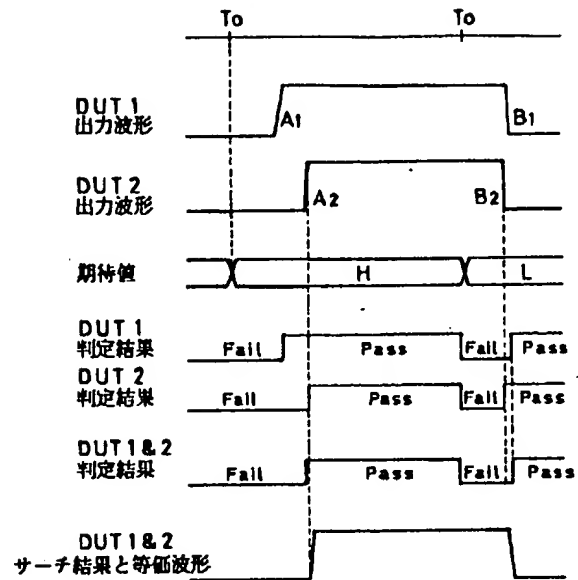 To To
DUT 1
出力波形
A1 B1
DUT 2
出力波形
A2 B2
期待値 H L
DUT 1
判定結果 Fail Pass Fail Pass
DUT 2
判定結果 Fail Pass Fail Pass
DUT 1 & 2
判定結果 Fail Pass Fail Pass
DUT 1 & 2
サーチ結果と等価波形